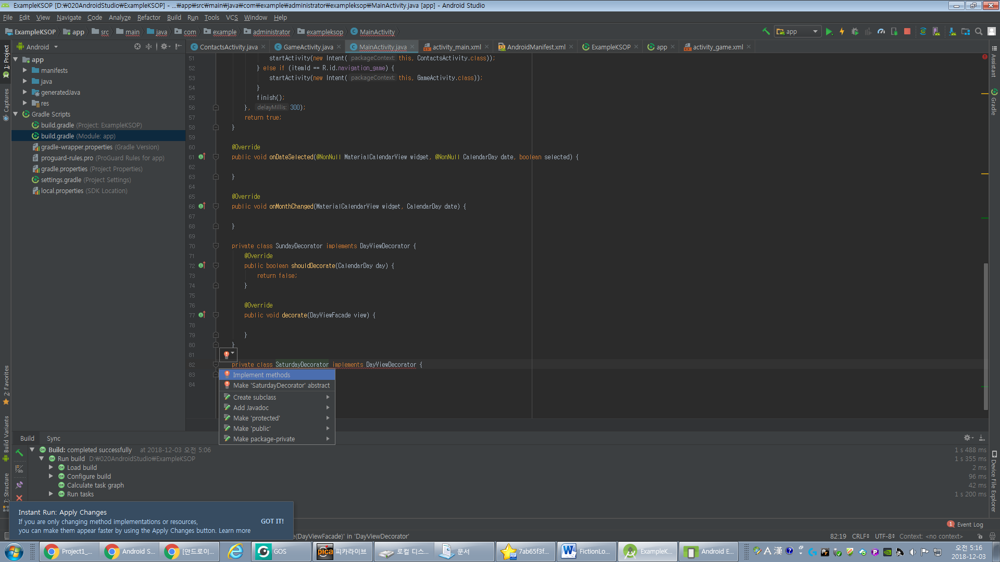 ExampleKSOP [D:₩020AndroidStudio₩ExampleKSOP] - ...₩app₩src₩main₩java₩com₩example₩administrator₩exampleksop₩MainActivity.java [app] - Android Studio
File Edit View Navigate Code Analyze Refactor Build Run Tools VCS Window Help
ExampleKSOP app src main java com example administrator exampleksop MainActivity app
Android ContactsActivity.java GameActivity.java MainActivity.java activity_main.xml AndroidManifest.xml ExampleKSOP app activity_game.xml
1: Project
Captures
2: Favorites
Build Variants
7: Structure
app
manifests
java
generatedJava
res
Gradle Scripts
build.gradle (Project: ExampleKSOP)
build.gradle (Module: app)
gradle-wrapper.properties (Gradle Version)
proguard-rules.pro (ProGuard Rules for app)
gradle.properties (Project Properties)
settings.gradle (Project Settings)
local.properties (SDK Location)
51 startActivity(new Intent( packageContext: this, ContactsActivity.class));
52 } else if (itemId == R.id.navigation_game) {
53 startActivity(new Intent( packageContext: this, GameActivity.class));
54 }
55 finish();
56 }, delayMillis: 300);
57 return true;
58 }
59
60 @Override
61 public void onDateSelected(@NonNull MaterialCalendarView widget, @NonNull CalendarDay date, boolean selected) {
62
63 }
64
65 @Override
66 public void onMonthChanged(MaterialCalendarView widget, CalendarDay date) {
67
68 }
69
70 private class SundayDecorator implements DayViewDecorator {
71 @Override
72 public boolean shouldDecorate(CalendarDay day) {
73 return false;
74 }
75
76 @Override
77 public void decorate(DayViewFacade view) {
78
79 }
80 }
81
82 private class SaturdayDecorator implements DayViewDecorator {
83
84
Implement methods
Make 'SaturdayDecorator' abstract
Create subclass
Add Javadoc
Make 'protected'
Make 'public'
Make package-private
Assistant
Gradle
Device File Explorer
Build Sync
Build: completed successfully at 2018-12-03 오전 5:06 1 s 488 ms
Run build D:₩020AndroidStudio₩ExampleKSOP 1 s 355 ms
Load build 2 ms
Configure build 96 ms
Calculate task graph 42 ms
Run tasks 1 s 200 ms
Instant Run: Apply Changes
If you are only changing method implementations or resources,
you can make them appear faster by using the Apply Changes button. Learn more
GOT IT!
1 Event Log
e(DayViewFacade)' in 'DayViewDecorator'
82:19 CRLF÷ UTF-8÷ Context: <no context>
Project1_... Android S... [안드로이... GOS pica 피카라이브 로컬 디스... 문서 7ab65f3f... FictionLo... ExampleK... Android E... A 漢
오전 5:16
2018-12-03